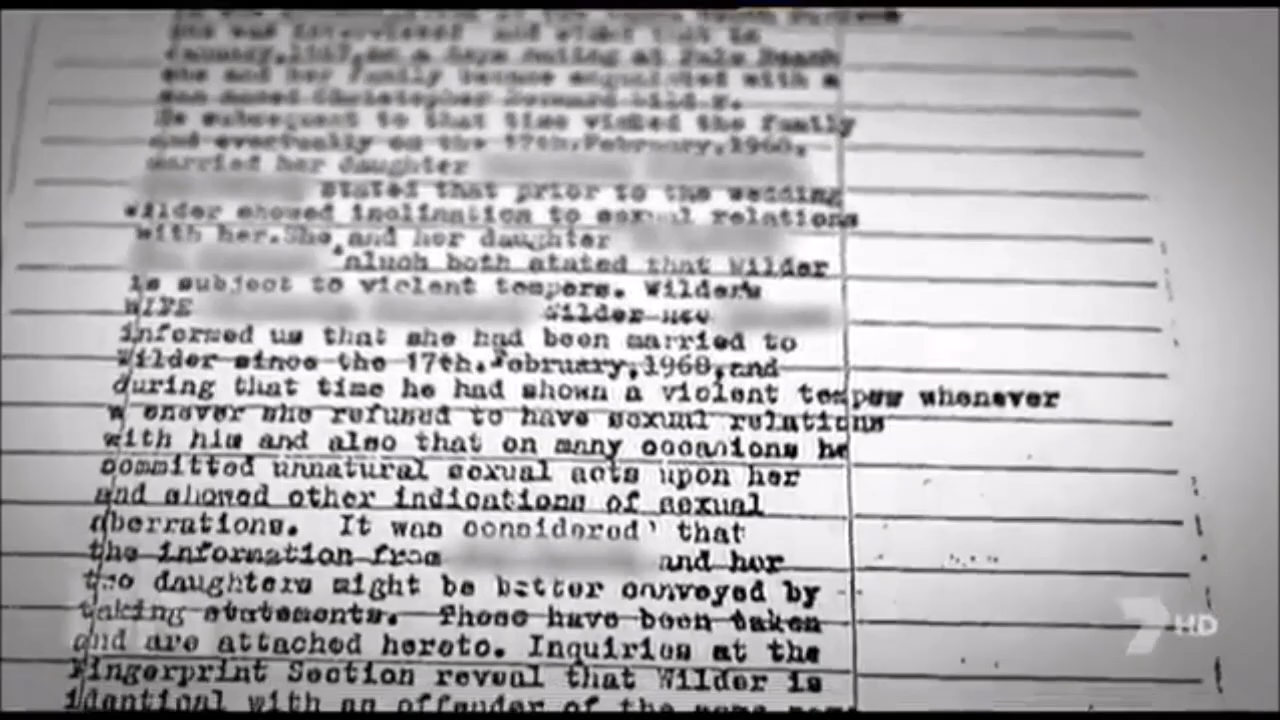 she was interviewed and stated that in
January, 1967, on a days outing at Palm Beach
she and her family became acquainted with a
man named Christopher Bernard Wild r.
He subsequent to that time visited the family
and eventually on the 17th.February,1968,
married her daughter
stated that prior to the wedding
Wilder showed inclination to sexual relations
with her.She and her daughter
both stated that Wilder
is subject to violent tempers. Wilder's
WIFE Wilder nee
informed us that she had been married to
Wilder since the 17th.February,1968,and
during that time he had shown a violent temper whenever
w enever she refused to have sexual relations
with him and also that on many occasions he
committed unnatural sexual acts upon her
and showed other indications of sexual
aberrations. It was considered that
the information from and her
two daughters might be better conveyed by
taking statements. These have been taken
and are attached hereto. Inquiries at the
Fingerprint Section reveal that Wilder is
identical with an offender of the same name
7HD